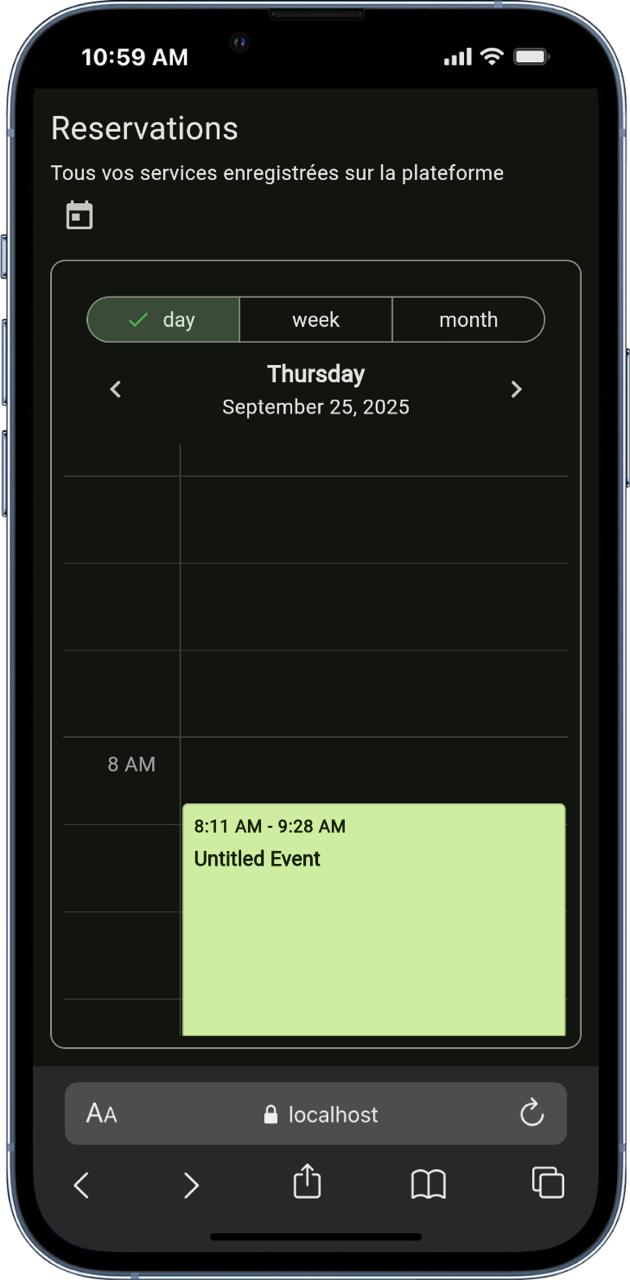 10:59 AM
Reservations
Tous vos services enregistrées sur la plateforme
day week month
Thursday
September 25, 2025
8 AM
8:11 AM - 9:28 AM
Untitled Event
AA localhost